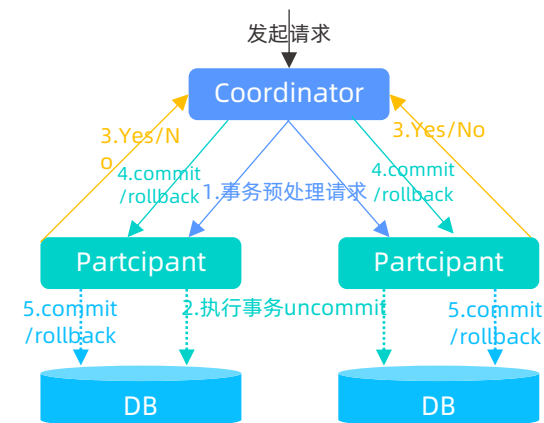 发起请求
Coordinator
3.Yes/N
o
3.Yes/No
4.commit
/rollback
1.事务预处理请求
4.commit
/rollback
Partcipant
Partcipant
5.commit
/rollback
2.执行事务uncommit
5.commit
/rollback
DB
DB